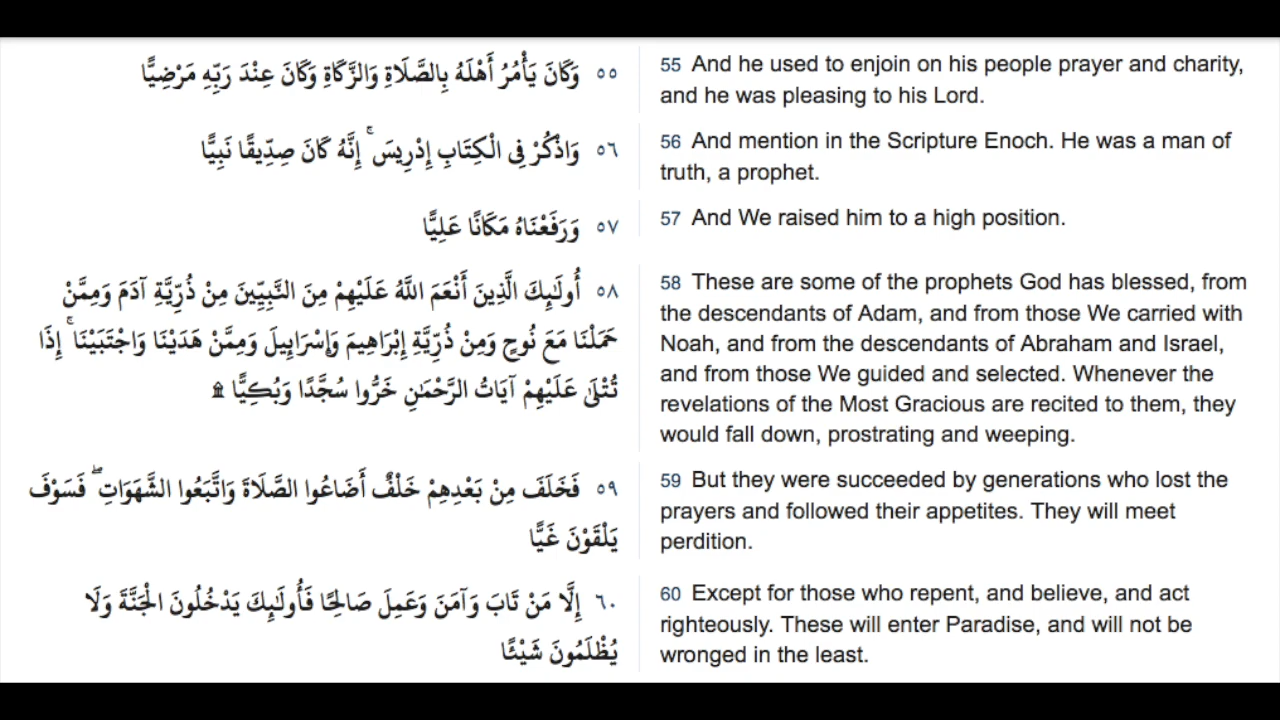 ٥٥ وَكَانَ يَأْمُرُ أَهْلَهُ بِالصَّلَاةِ وَالزَّكَاةِ وَكَانَ عِنْدَ رَبِّهِ مَرْضِيًّا
55 And he used to enjoin on his people prayer and charity,
and he was pleasing to his Lord.
٥٦ وَاذْكُرْ فِي الْكِتَابِ إِدْرِيسَ ۚ إِنَّهُ كَانَ صِدِّيقًا نَبِيًّا
56 And mention in the Scripture Enoch. He was a man of
truth, a prophet.
٥٧ وَرَفَعْنَاهُ مَكَانًا عَلِيًّا
57 And We raised him to a high position.
٥٨ أُولَـٰئِكَ الَّذِينَ أَنْعَمَ اللَّهُ عَلَيْهِمْ مِنَ النَّبِيِّينَ مِنْ ذُرِّيَّةِ آدَمَ وَمِمَّنْ
حَمَلْنَا مَعَ نُوحٍ وَمِنْ ذُرِّيَّةِ إِبْرَاهِيمَ وَإِسْرَائِيلَ وَمِمَّنْ هَدَيْنَا وَاجْتَبَيْنَا ۚ إِذَا
تُتْلَىٰ عَلَيْهِمْ آيَاتُ الرَّحْمَـٰنِ خَرُّوا سُجَّدًا وَبُكِيًّا ۩
58 These are some of the prophets God has blessed, from
the descendants of Adam, and from those We carried with
Noah, and from the descendants of Abraham and Israel,
and from those We guided and selected. Whenever the
revelations of the Most Gracious are recited to them, they
would fall down, prostrating and weeping.
٥٩ فَخَلَفَ مِنْ بَعْدِهِمْ خَلْفٌ أَضَاعُوا الصَّلَاةَ وَاتَّبَعُوا الشَّهَوَاتِ ۖ فَسَوْفَ
يَلْقَوْنَ غَيًّا
59 But they were succeeded by generations who lost the
prayers and followed their appetites. They will meet
perdition.
٦٠ إِلَّا مَنْ تَابَ وَآمَنَ وَعَمِلَ صَالِحًا فَأُولَـٰئِكَ يَدْخُلُونَ الْجَنَّةَ وَلَا
يُظْلَمُونَ شَيْئًا
60 Except for those who repent, and believe, and act
righteously. These will enter Paradise, and will not be
wronged in the least.